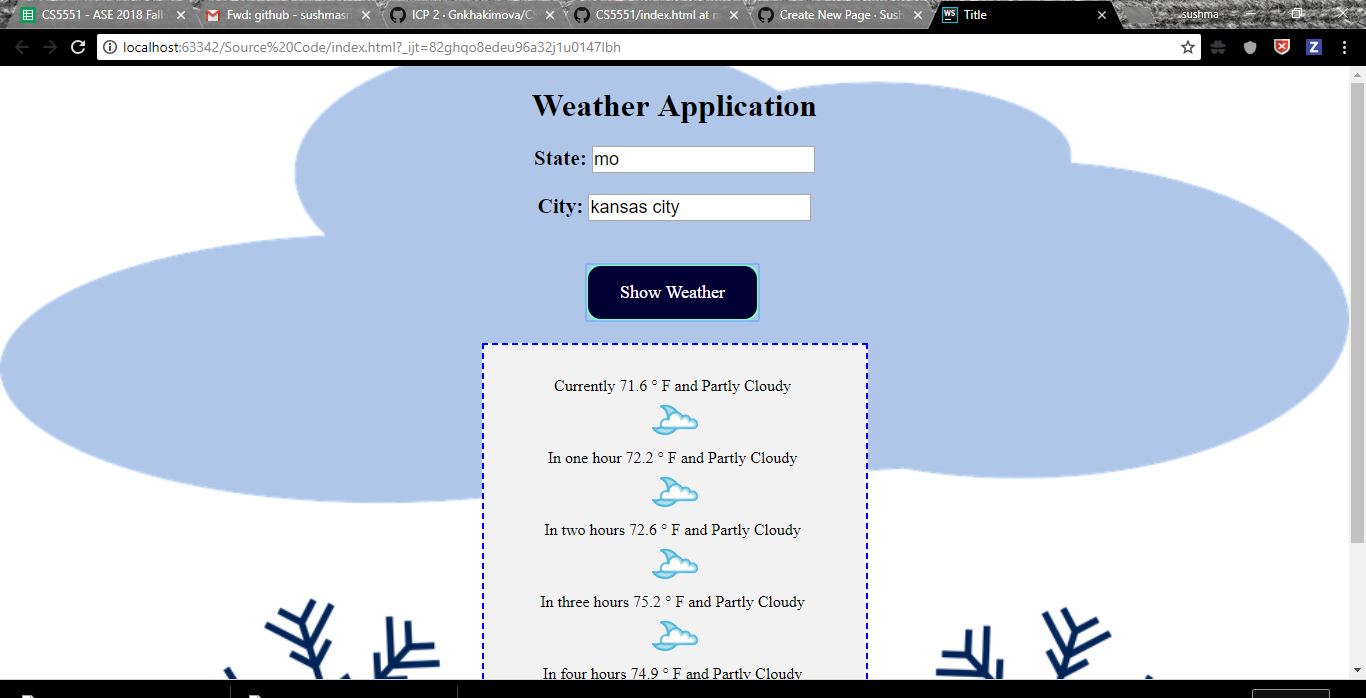 CS5551 - ASE 2018 Fall
Fwd: github - sushmasm
ICP 2 · Gnkhakimova/C
CS5551/index.html at m
Create New Page · Sush
WS Title
sushma
localhost:63342/Source%20Code/index.html?_ijt=82ghqo8edeu96a32j1u0147lbh
Z
Weather Application
State: mo
City: kansas city
Show Weather
Currently 71.6 ° F and Partly Cloudy
In one hour 72.2 ° F and Partly Cloudy
In two hours 72.6 ° F and Partly Cloudy
In three hours 75.2 ° F and Partly Cloudy
In four hours 74.9 ° F and Partly Cloudy